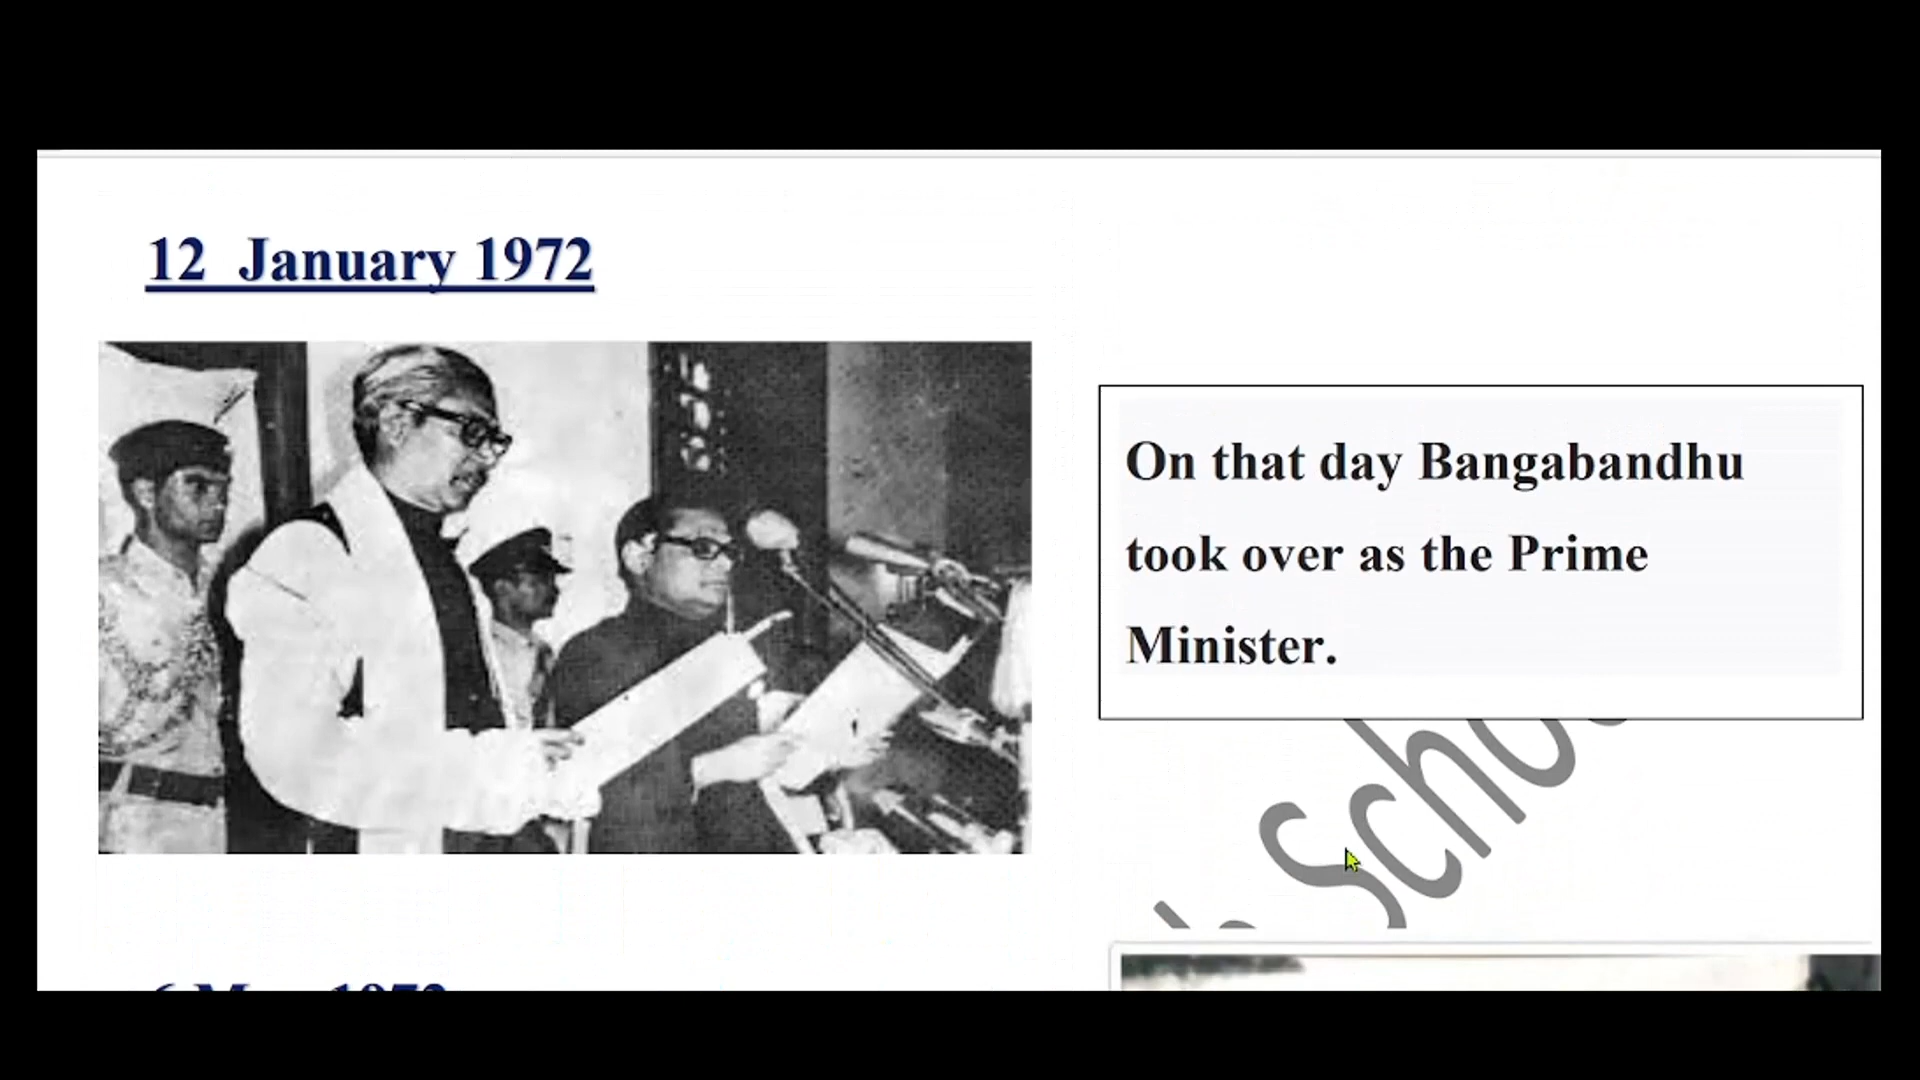 12 January 1972
On that day Bangabandhu
took over as the Prime
Minister.